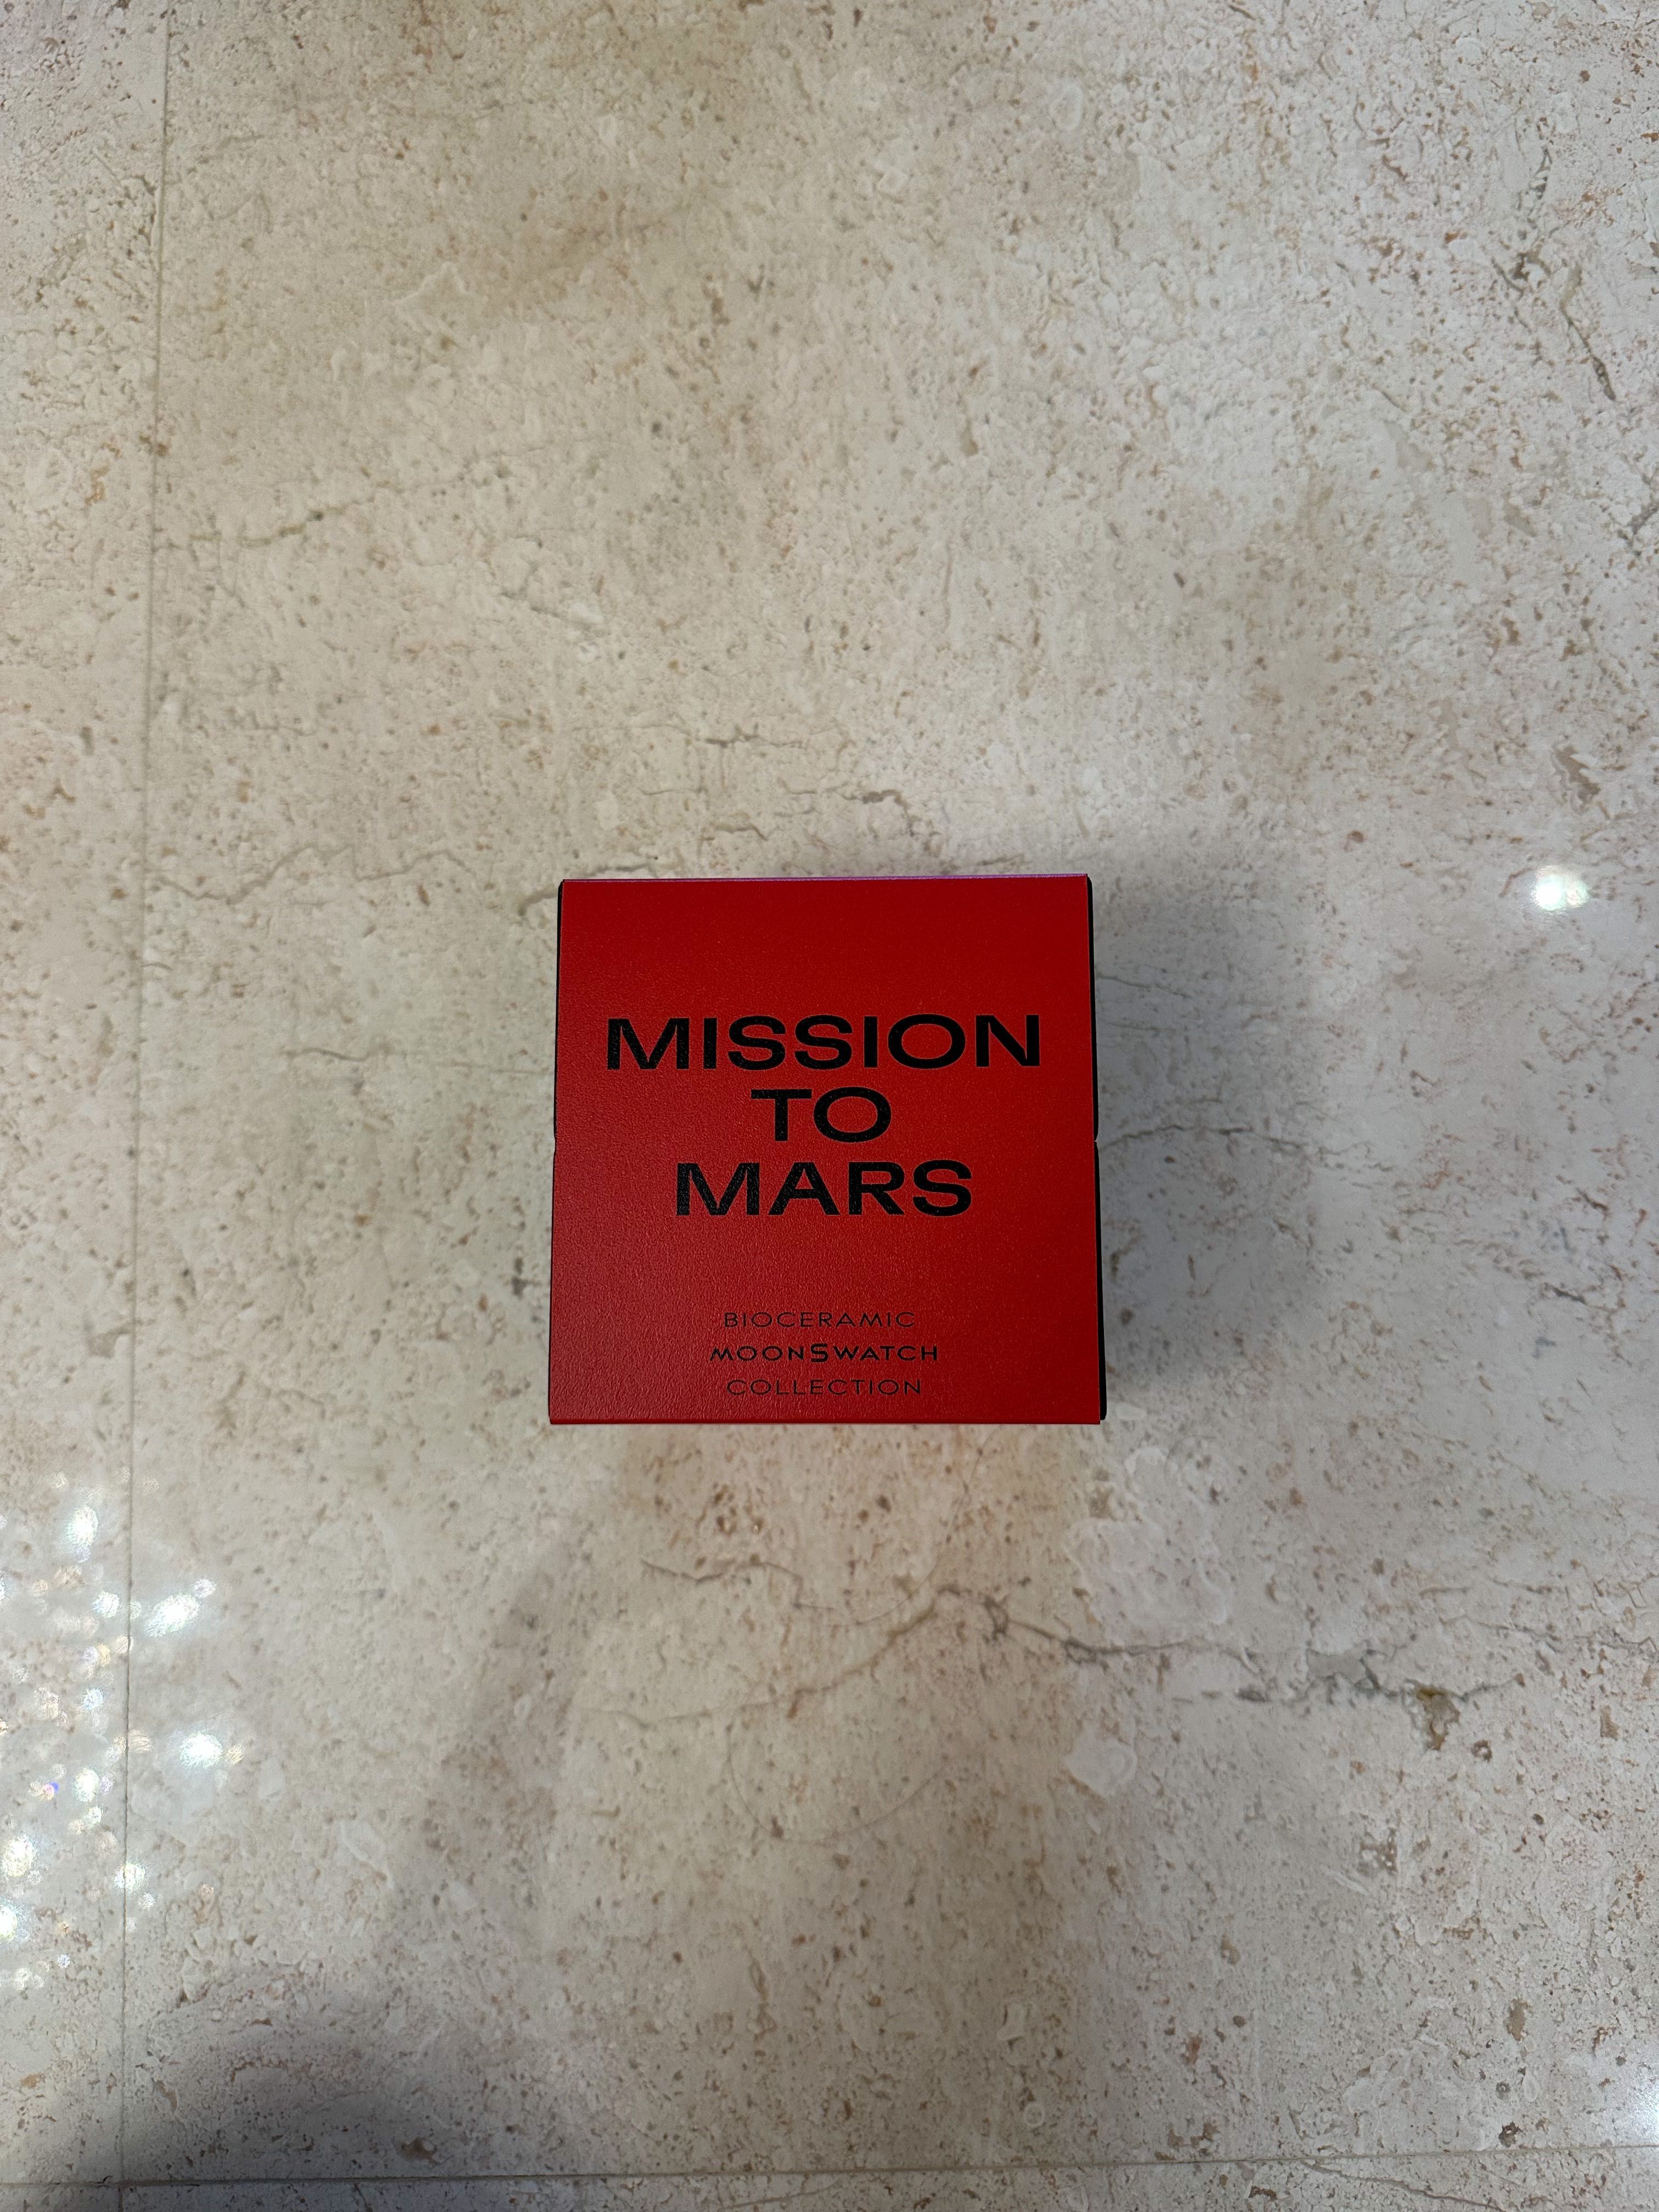 MISSION
TO
MARS
BIOCERAMIC
MOONSWATCH
COLLECTION